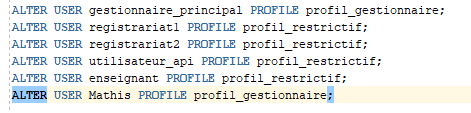 ALTER USER gestionnaire_principal PROFILE profil_gestionnaire;
ALTER USER registrariat1 PROFILE profil_restrictif;
ALTER USER registrariat2 PROFILE profil_restrictif;
ALTER USER utilisateur_api PROFILE profil_restrictif;
ALTER USER enseignant PROFILE profil_restrictif;
ALTER USER Mathis PROFILE profil_gestionnaire;